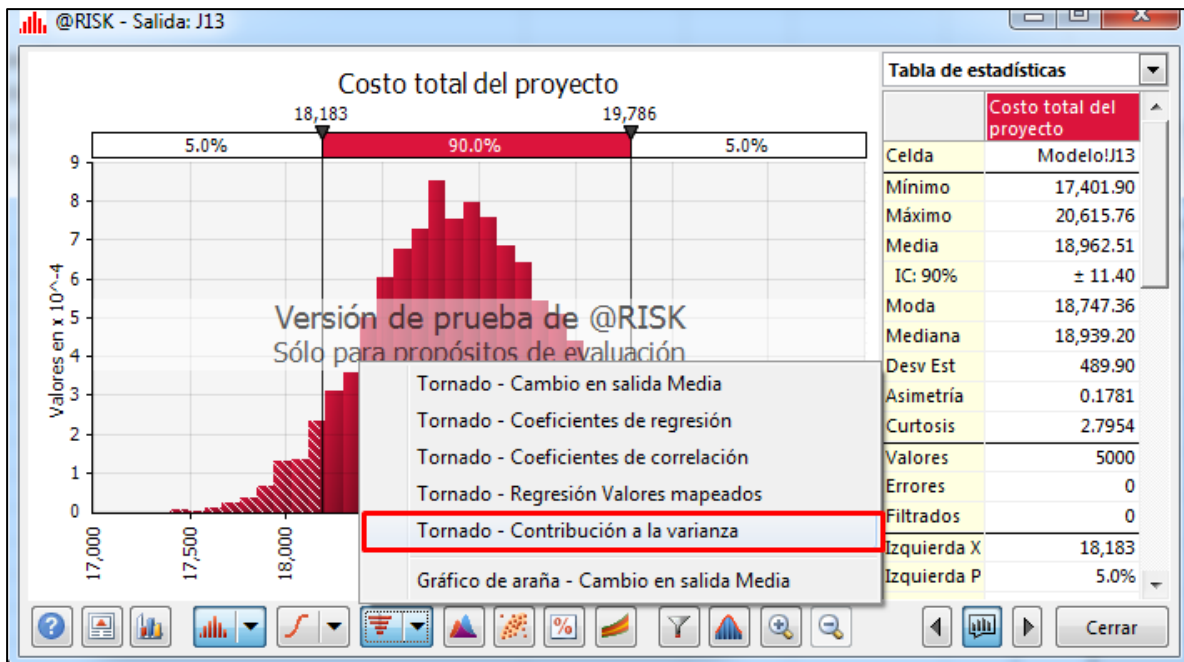 @RISK - Salida: J13
Costo total del proyecto
18,183 19,786
5.0% 90.0% 5.0%
9
8
7
6
5
4
3
2
1
0
Valores en x 10^-4
17,000
17,500
18,000
Versión de prueba de @RISK
Sólo para propósitos de evaluación
Tornado - Cambio en salida Media
Tornado - Coeficientes de regresión
Tornado - Coeficientes de correlación
Tornado - Regresión Valores mapeados
Tornado - Contribución a la varianza
Gráfico de araña - Cambio en salida Media
Tabla de estadísticas
Costo total del
proyecto
Celda Modelo!J13
Mínimo 17,401.90
Máximo 20,615.76
Media 18,962.51
IC: 90% ± 11.40
Moda 18,747.36
Mediana 18,939.20
Desv Est 489.90
Asimetría 0.1781
Curtosis 2.7954
Valores 5000
Errores 0
Filtrados 0
Izquierda X 18,183
Izquierda P 5.0%
Cerrar